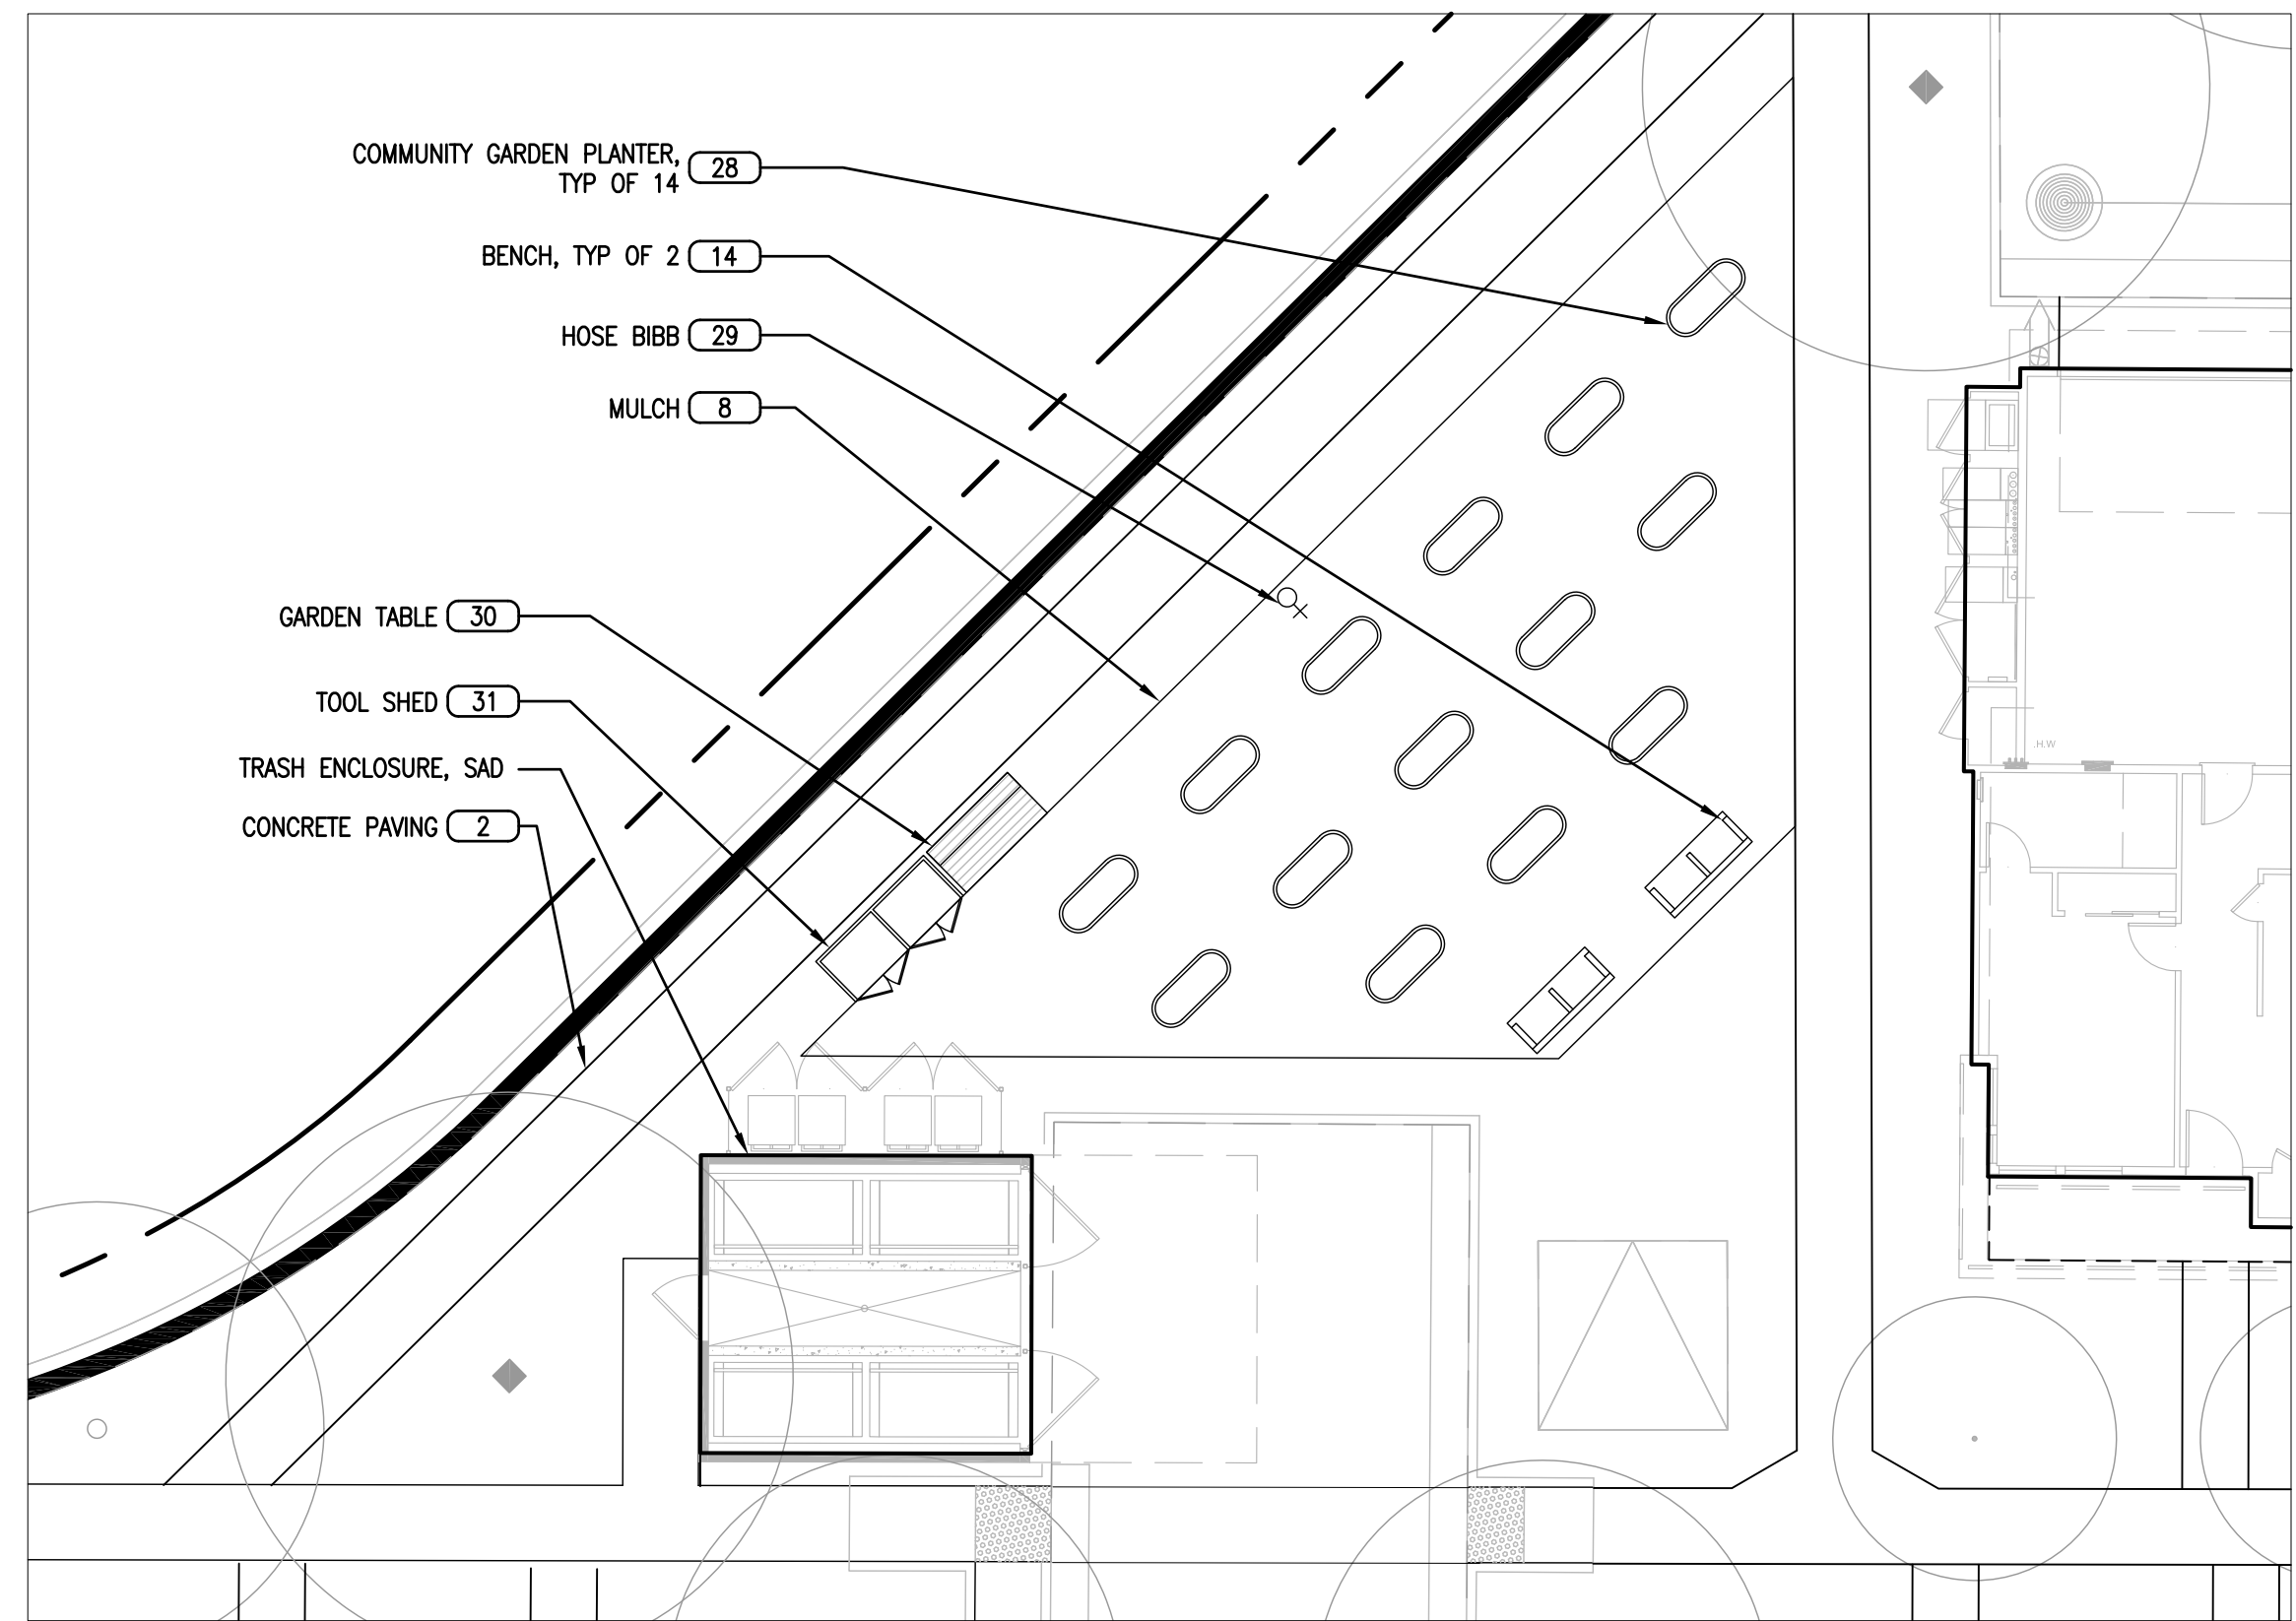 COMMUNITY GARDEN PLANTER, 28
TYP OF 14
BENCH, TYP OF 2 14
HOSE BIBB 29
MULCH 8
GARDEN TABLE 30
TOOL SHED 31
TRASH ENCLOSURE, SAD
CONCRETE PAVING 2
.H.W